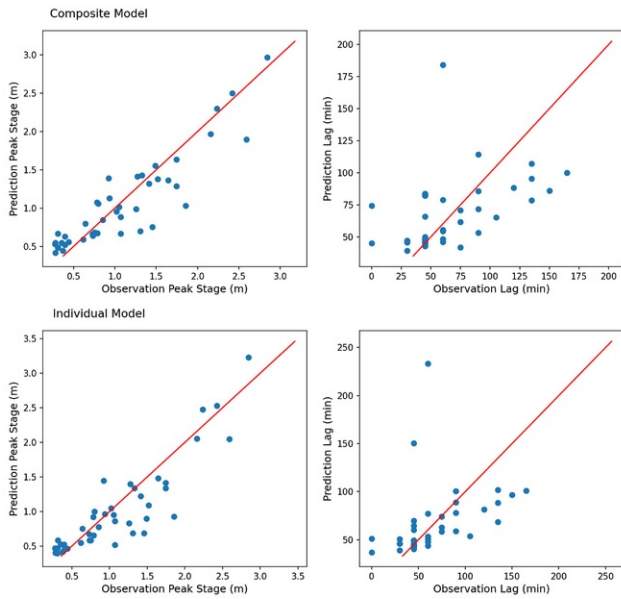 Composite Model
3.0
2.5
2.0
1.5
1.0
0.5
Prediction Peak Stage (m)
0.5 1.0 1.5 2.0 2.5 3.0
Observation Peak Stage (m)
200
175
150
125
100
75
50
Prediction Lag (min)
0 25 50 75 100 125 150 175 200
Observation Lag (min)
Individual Model
3.5
3.0
2.5
2.0
1.5
1.0
0.5
Prediction Peak Stage (m)
0.5 1.0 1.5 2.0 2.5 3.0 3.5
Observation Peak Stage (m)
250
200
150
100
50
Prediction Lag (min)
0 50 100 150 200 250
Observation Lag (min)